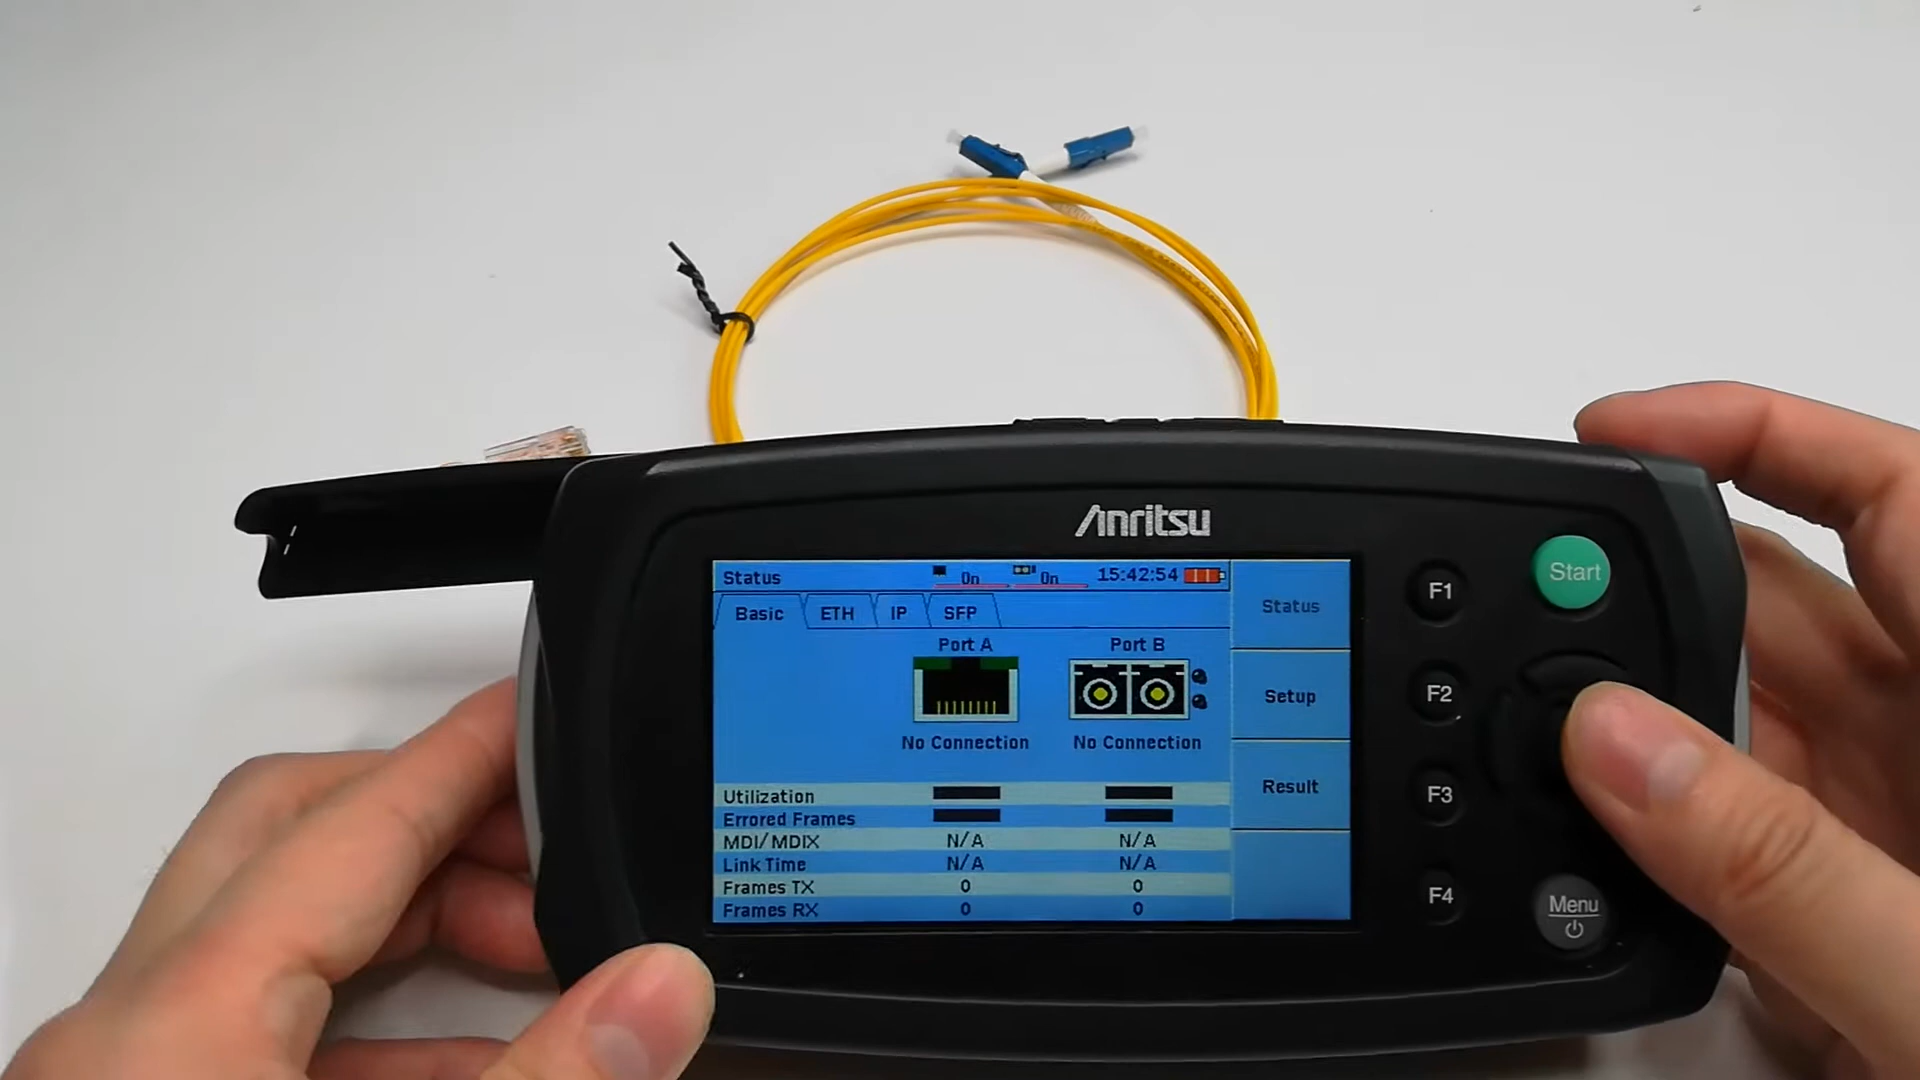 Anritsu
Status On On 15:42:54
Basic ETH IP SFP
Port A Port B
No Connection No Connection
Utilization
Errored Frames
MDI/MDIX N/A N/A
Link Time N/A N/A
Frames TX 0 0
Frames RX 0 0
Status
Setup
Result
F1
F2
F3
F4
Start
Menu